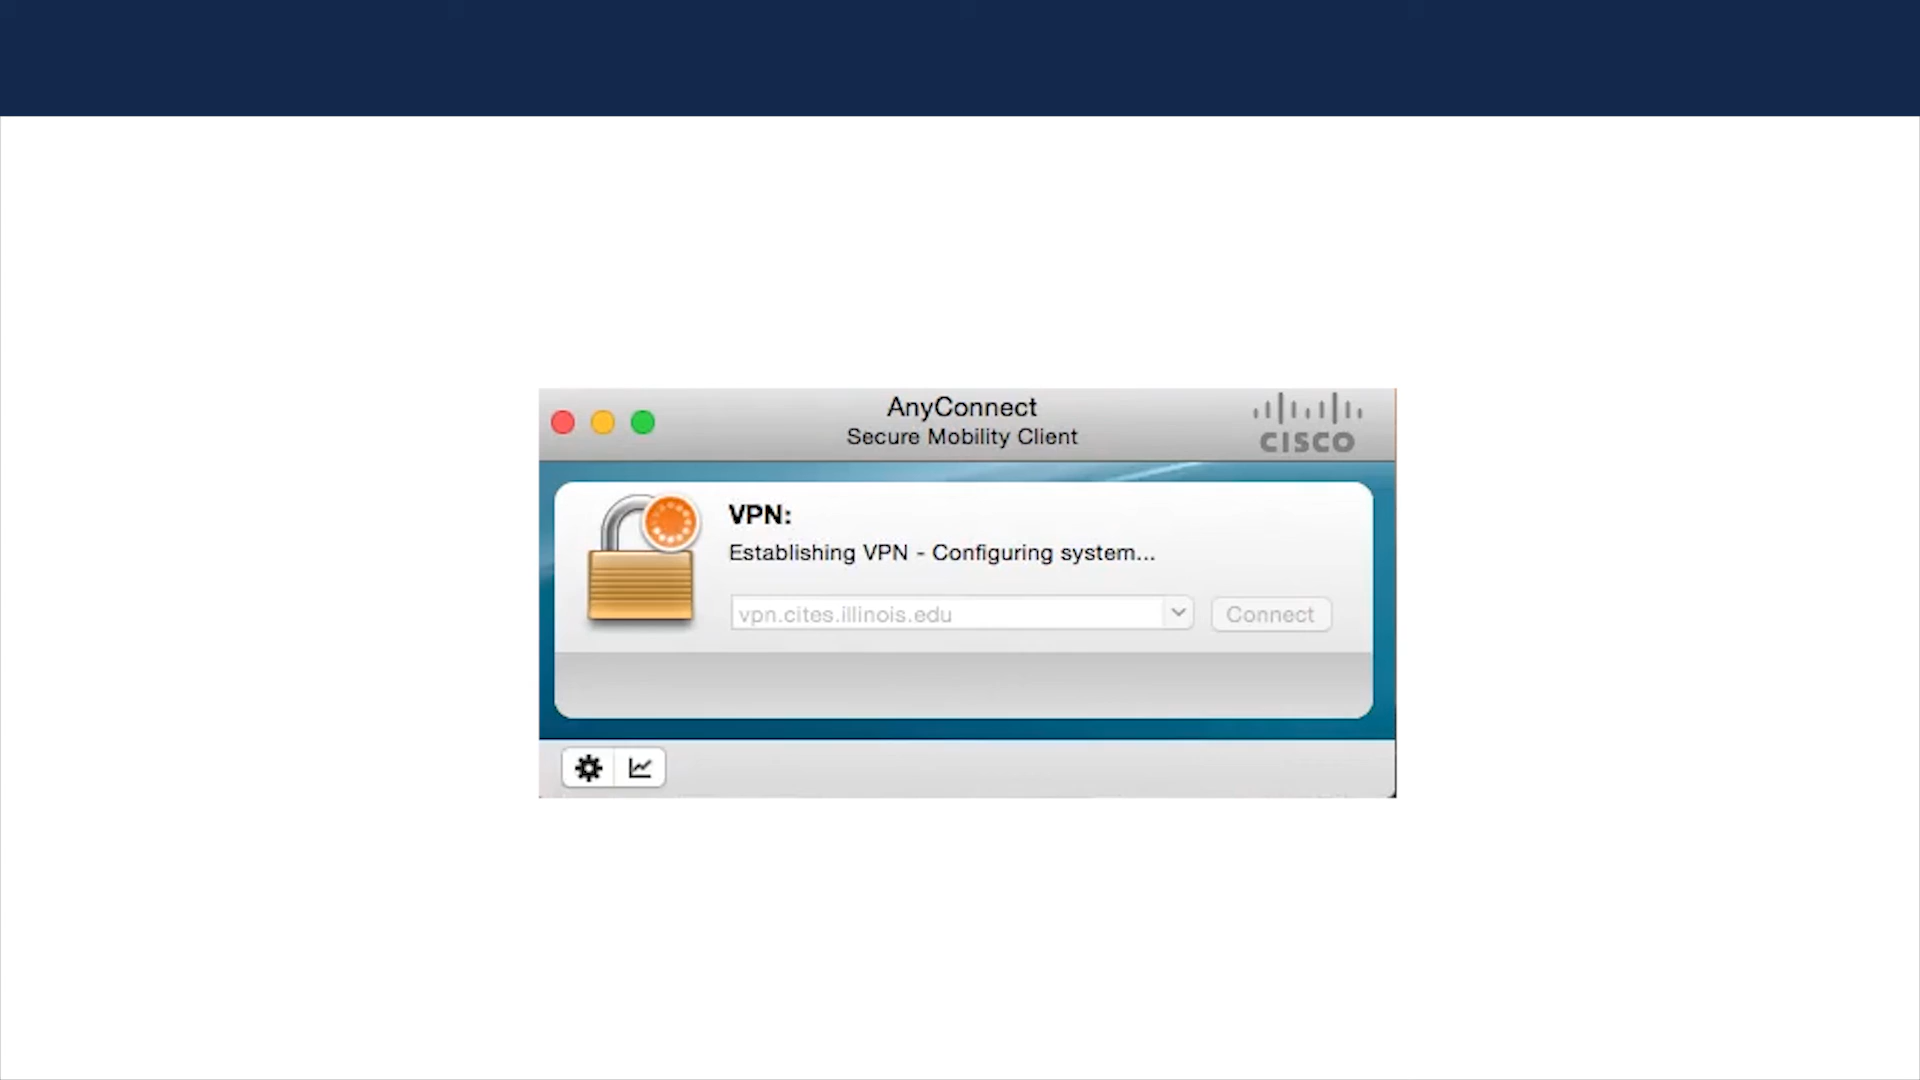 AnyConnect
Secure Mobility Client
CISCO
VPN:
Establishing VPN - Configuring system...
vpn.cites.illinois.edu
Connect